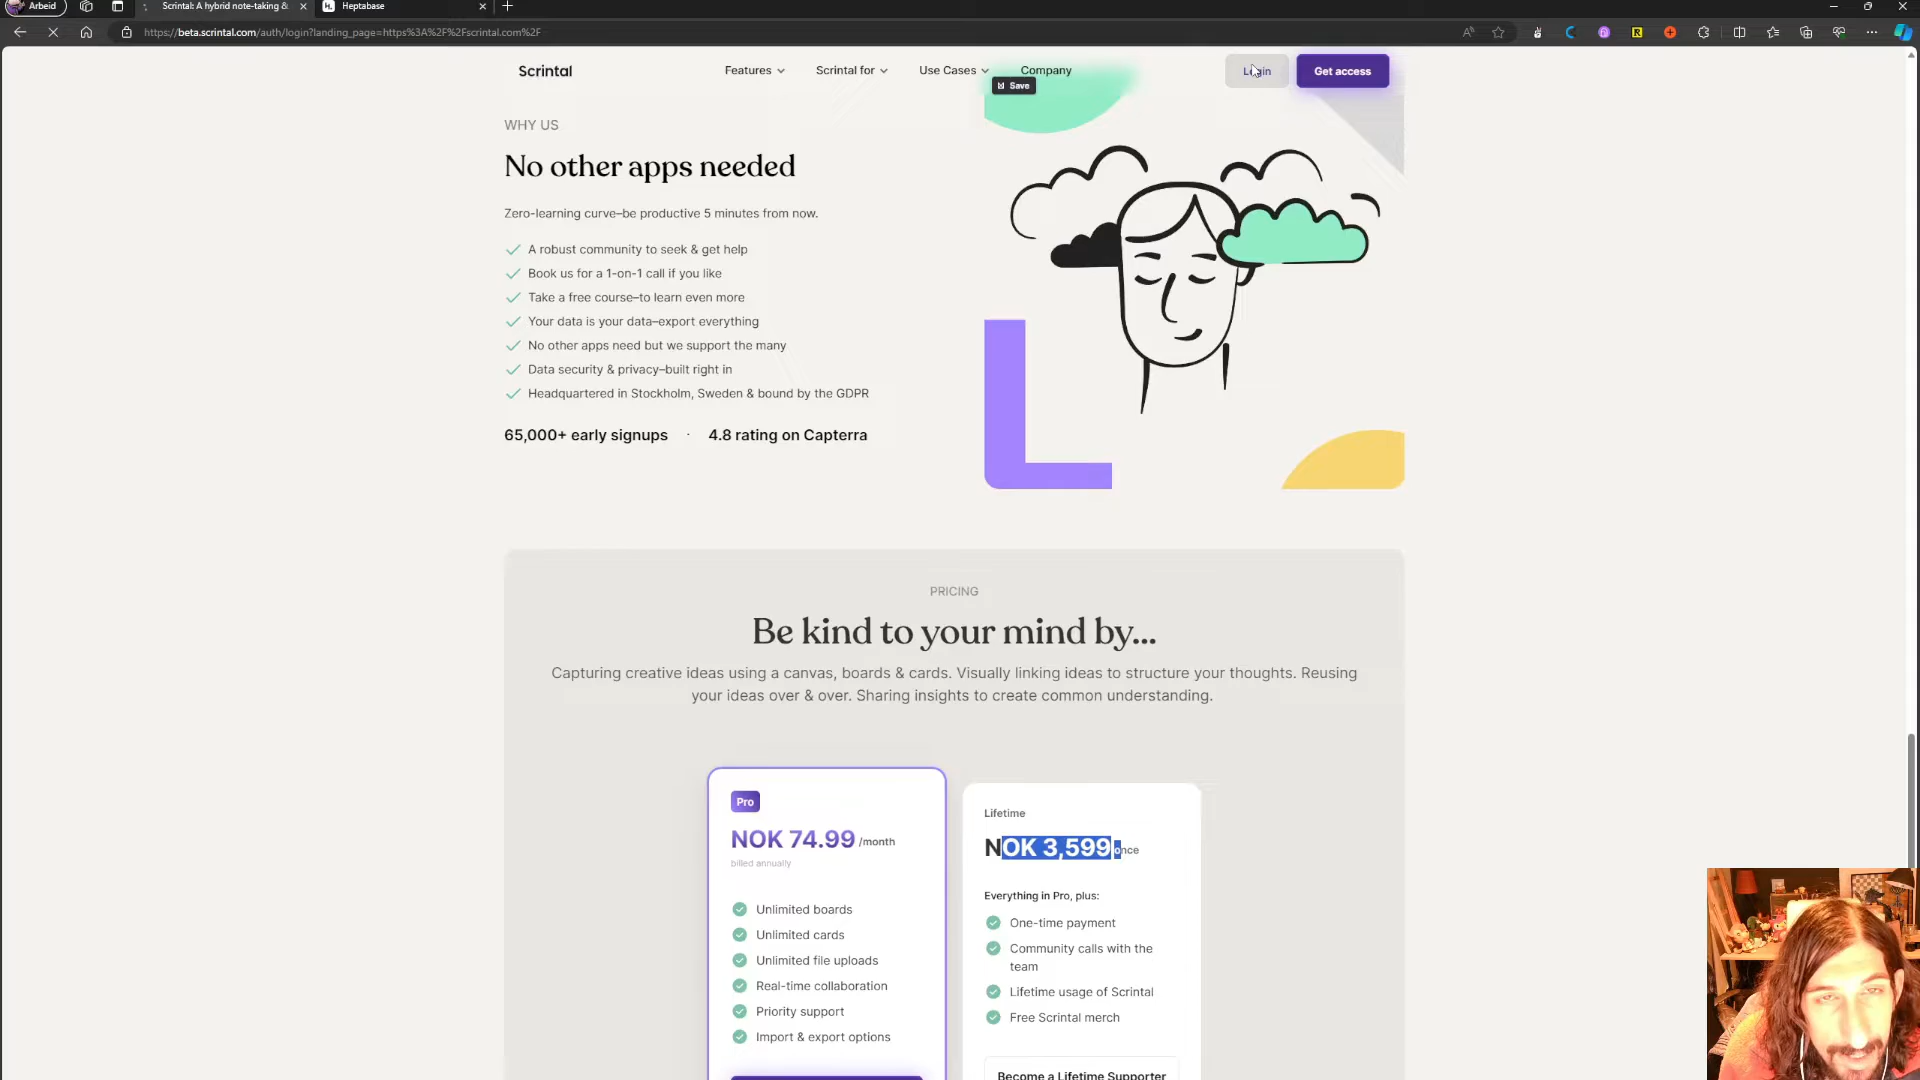 Arbeid
Scrintal: A hybrid note-taking &
Heptabase
https://beta.scrintal.com/auth/login?landing_page=https%3A%2F%2Fscrintal.com%2F
Scrintal
Features
Scrintal for
Use Cases
Company
Login
Get access
Save
WHY US
No other apps needed
Zero-learning curve–be productive 5 minutes from now.
A robust community to seek & get help
Book us for a 1-on-1 call if you like
Take a free course–to learn even more
Your data is your data–export everything
No other apps need but we support the many
Data security & privacy–built right in
Headquartered in Stockholm, Sweden & bound by the GDPR
65,000+ early signups · 4.8 rating on Capterra
PRICING
Be kind to your mind by...
Capturing creative ideas using a canvas, boards & cards. Visually linking ideas to structure your thoughts. Reusing
your ideas over & over. Sharing insights to create common understanding.
Pro
NOK 74.99 /month
billed annually
Unlimited boards
Unlimited cards
Unlimited file uploads
Real-time collaboration
Priority support
Import & export options
Lifetime
NOK 3,599 once
Everything in Pro, plus:
One-time payment
Community calls with the
team
Lifetime usage of Scrintal
Free Scrintal merch
Become a Lifetime Supporter